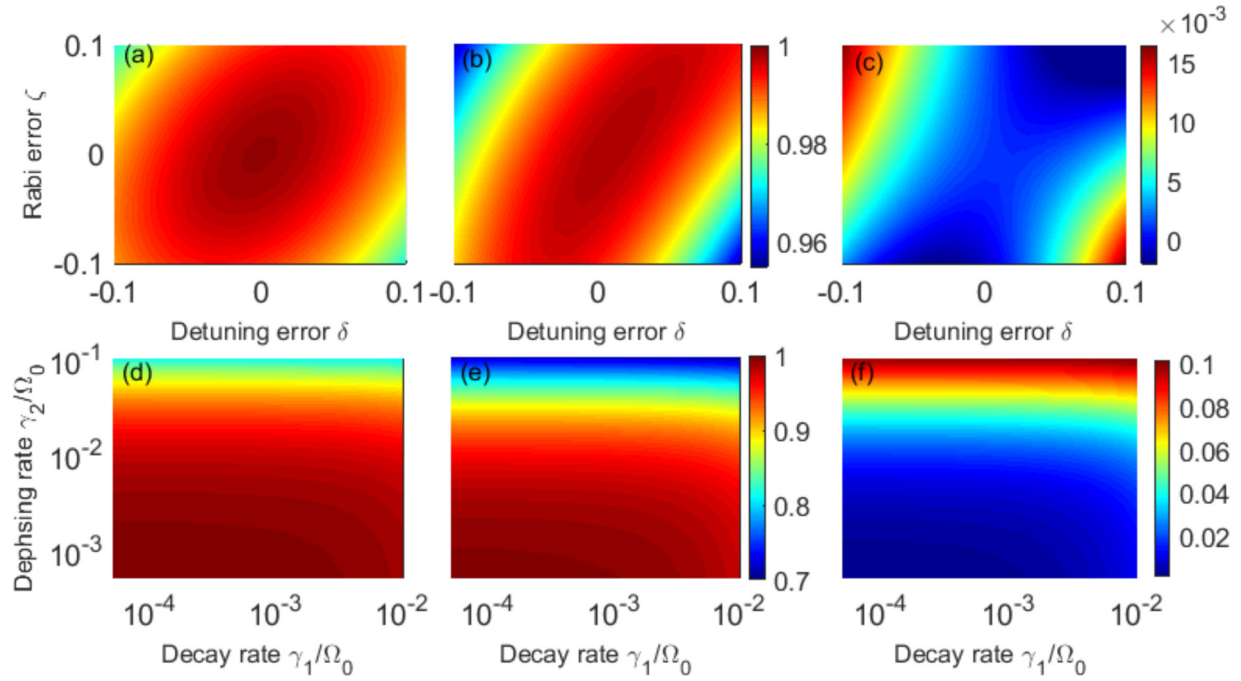 × 10-3
0.1
0
-0.1
Rabi error ζ
(a)
(b)
(c)
1
0.98
0.96
15
10
5
0
-0.1
0
0.1
-0.1
0
0.1
-0.1
0
0.1
Detuning error δ
Detuning error δ
Detuning error δ
10-1
10-2
10-3
Dephsing rate γ2/Ω0
(d)
(e)
(f)
1
0.9
0.8
0.7
0.1
0.08
0.06
0.04
0.02
10-4
10-3
10-2
10-4
10-3
10-2
10-4
10-3
10-2
Decay rate γ1/Ω0
Decay rate γ1/Ω0
Decay rate γ1/Ω0